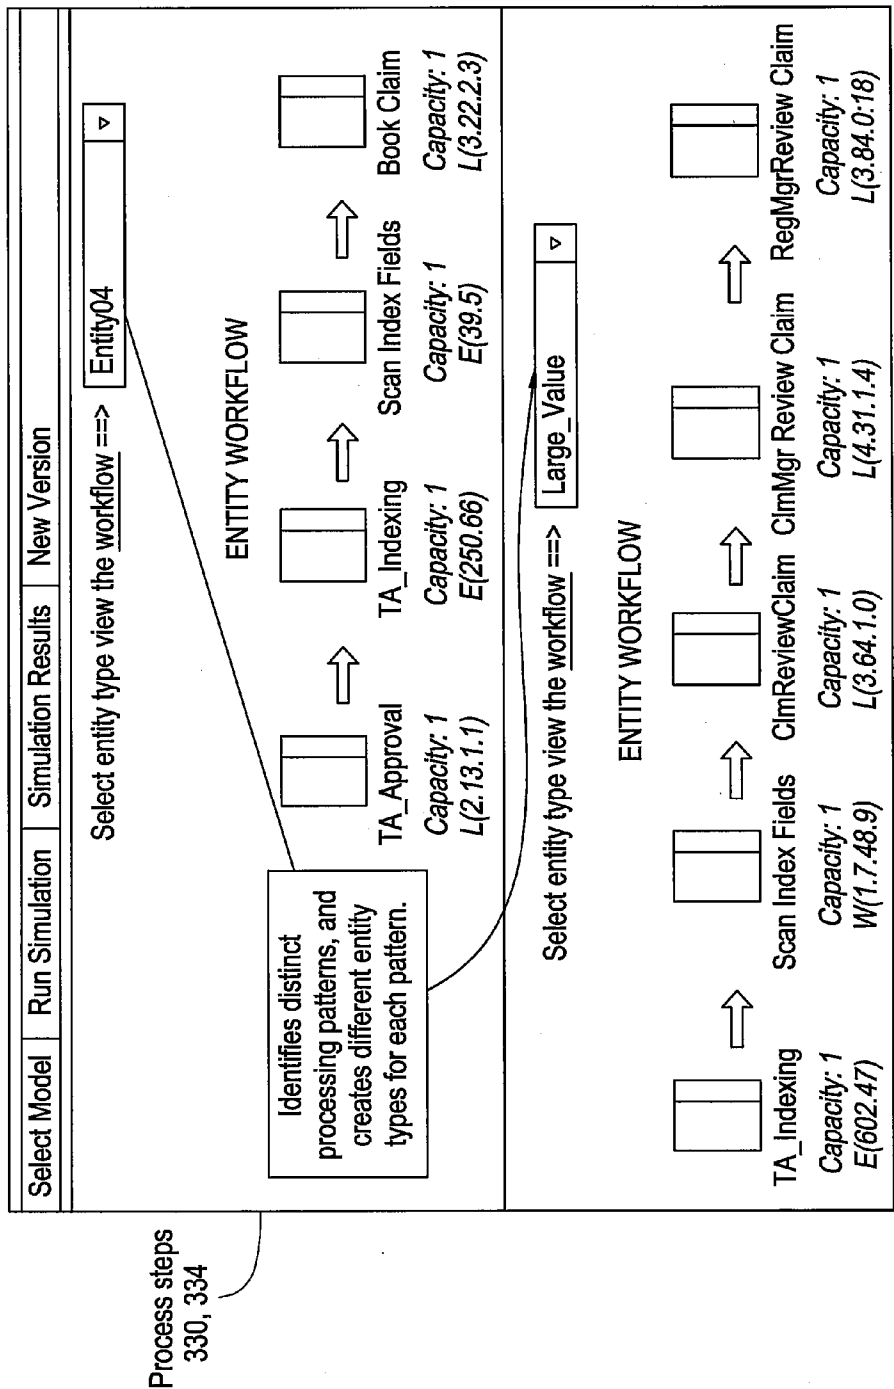 Process steps
330, 334
Select Model | Run Simulation | Simulation Results | New Version
Select entity type view the workflow ==> Entity04
ENTITY WORKFLOW
Identifies distinct
processing patterns, and
creates different entity
types for each pattern.
TA_Approval
Capacity: 1
L(2.13.1.1)
TA_Indexing
Capacity: 1
E(250.66)
Scan Index Fields
Capacity: 1
E(39.5)
Book Claim
Capacity: 1
L(3.22.2.3)
Select entity type view the workflow ==> Large_Value
ENTITY WORKFLOW
TA_Indexing
Capacity: 1
E(602.47)
Scan Index Fields
Capacity: 1
W(1.7.48.9)
ClmReviewClaim
Capacity: 1
L(3.64.1.0)
ClmMgr Review Claim
Capacity: 1
L(4.31.1.4)
RegMgrReview Claim
Capacity: 1
L(3.84.0:18)